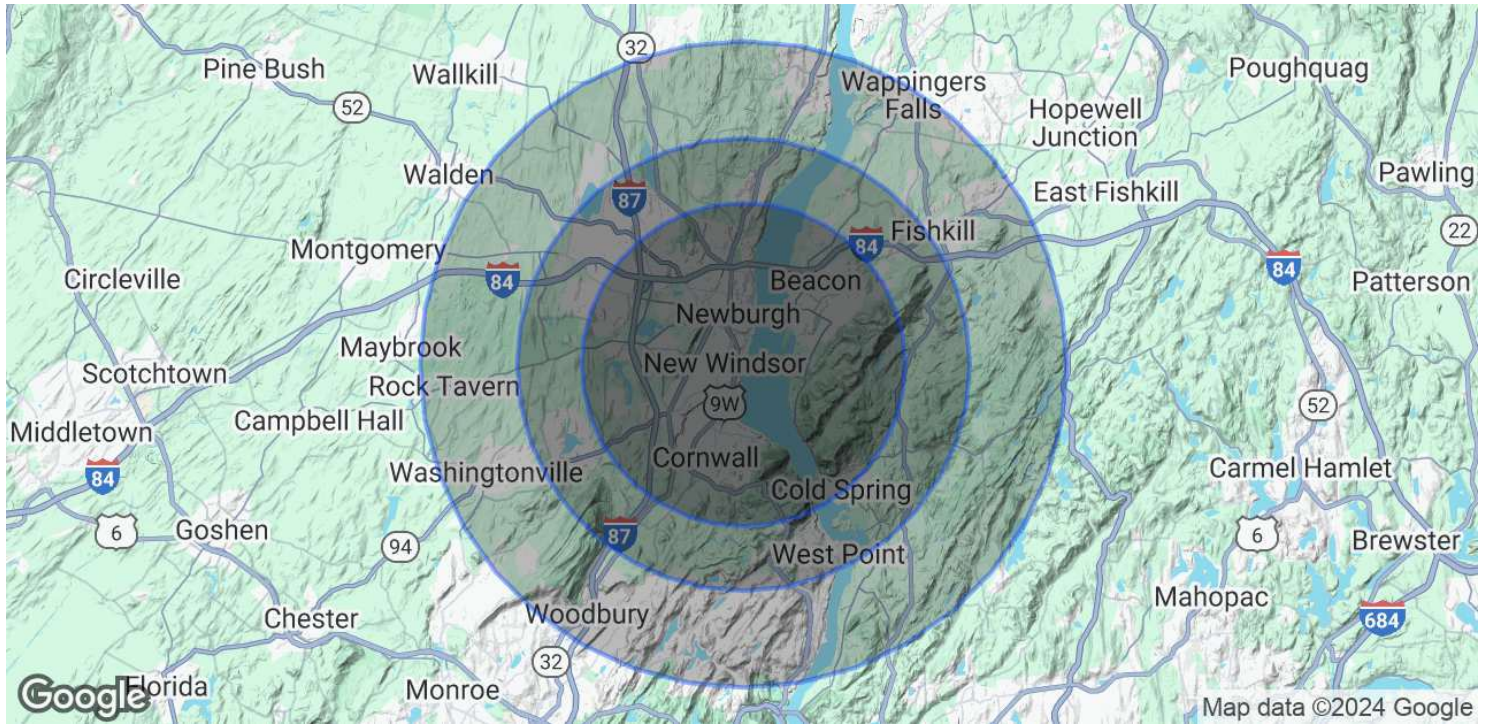 32
Pine Bush
Wallkill
Wappingers
Falls
Poughquag
52
Hopewell
Junction
Walden
87
Pawling
East Fishkill
Fishkill
22
Montgomery
84
84
84
Circleville
Beacon
Patterson
Newburgh
Maybrook
New Windsor
Scotchtown
Rock Tavern
9W
52
Campbell Hall
Middletown
Cornwall
Washingtonville
Carmel Hamlet
84
Cold Spring
6
Goshen
87
6
94
West Point
Brewster
Mahopac
Chester
Woodbury
684
32
Google
Florida
Monroe
Map data ©2024 Google